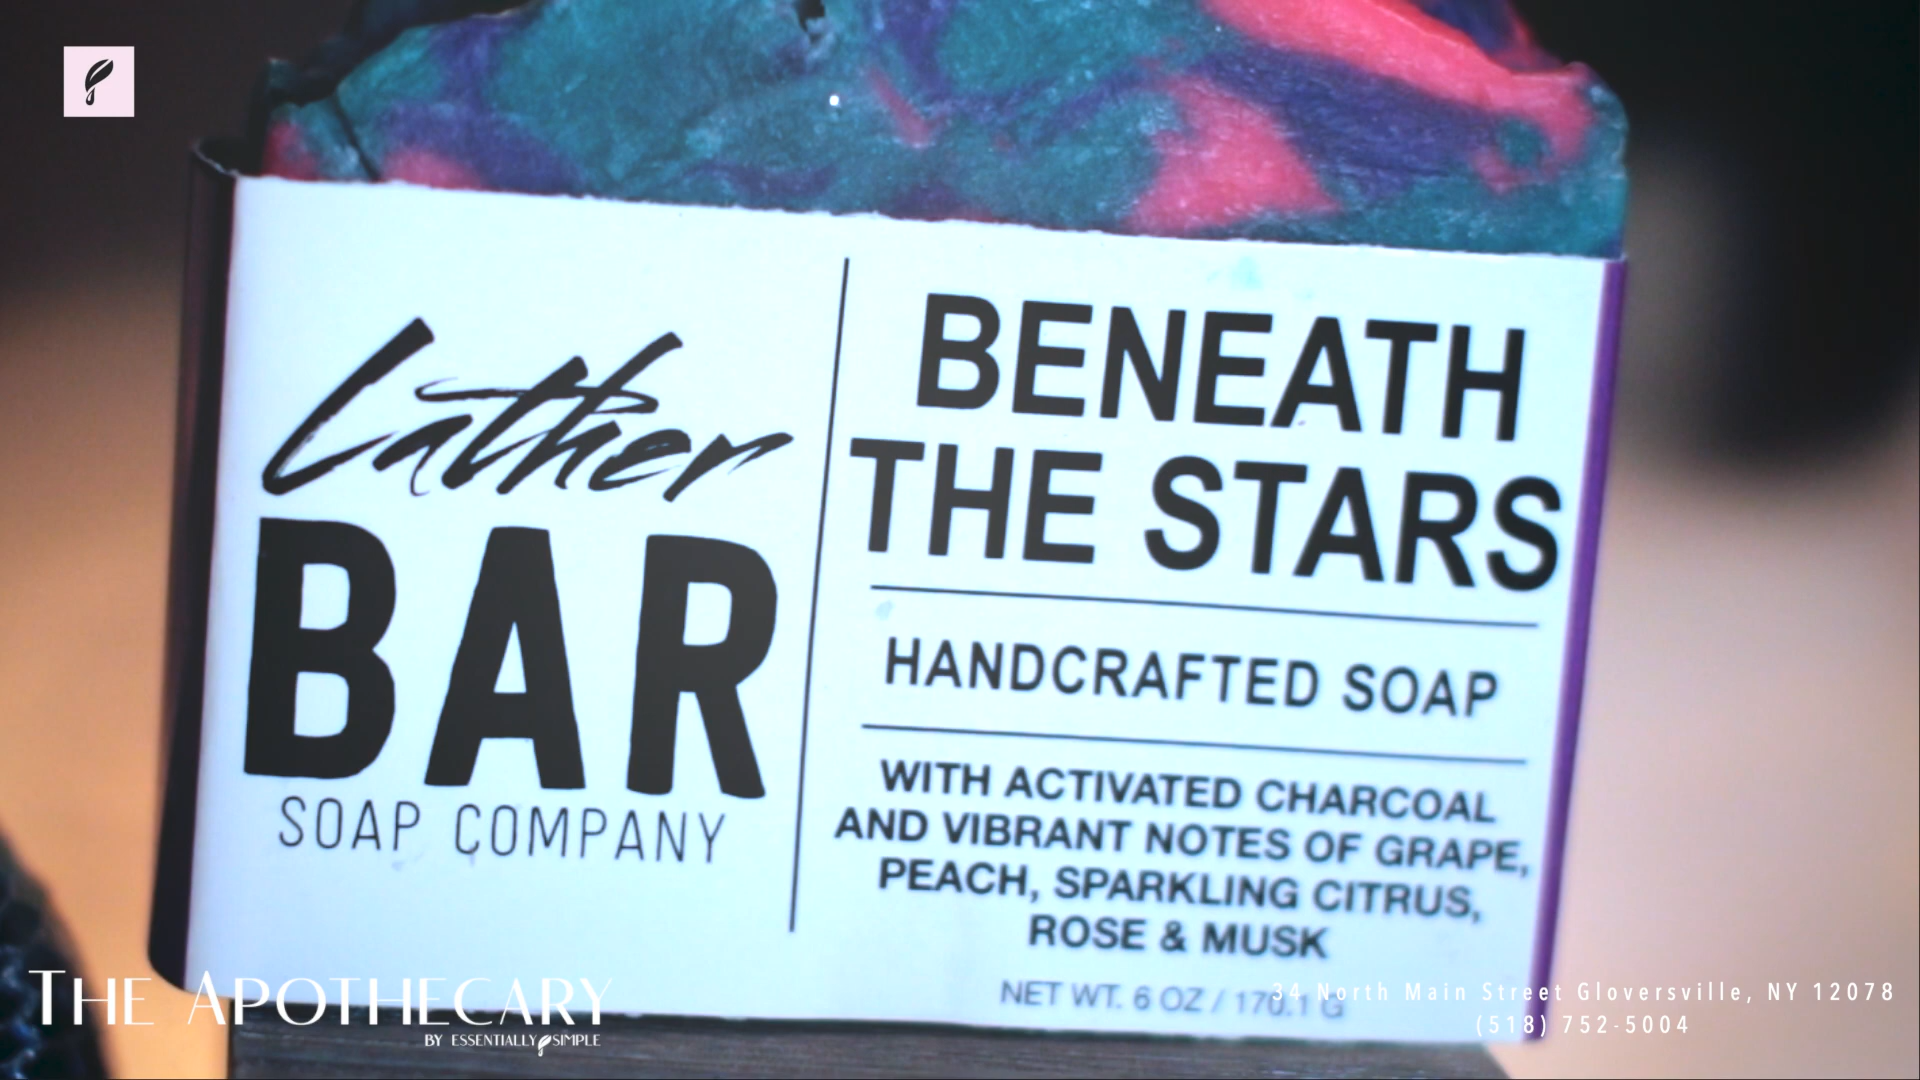 Lather
BAR
SOAP COMPANY
BENEATH
THE STARS
HANDCRAFTED SOAP
WITH ACTIVATED CHARCOAL
AND VIBRANT NOTES OF GRAPE,
PEACH, SPARKLING CITRUS,
ROSE & MUSK
NET WT. 6 OZ / 170.1 G
THE APOTHECARY
BY ESSENTIALLY SIMPLE
34 North Main Street Gloversville, NY 12078
(518) 752-5004